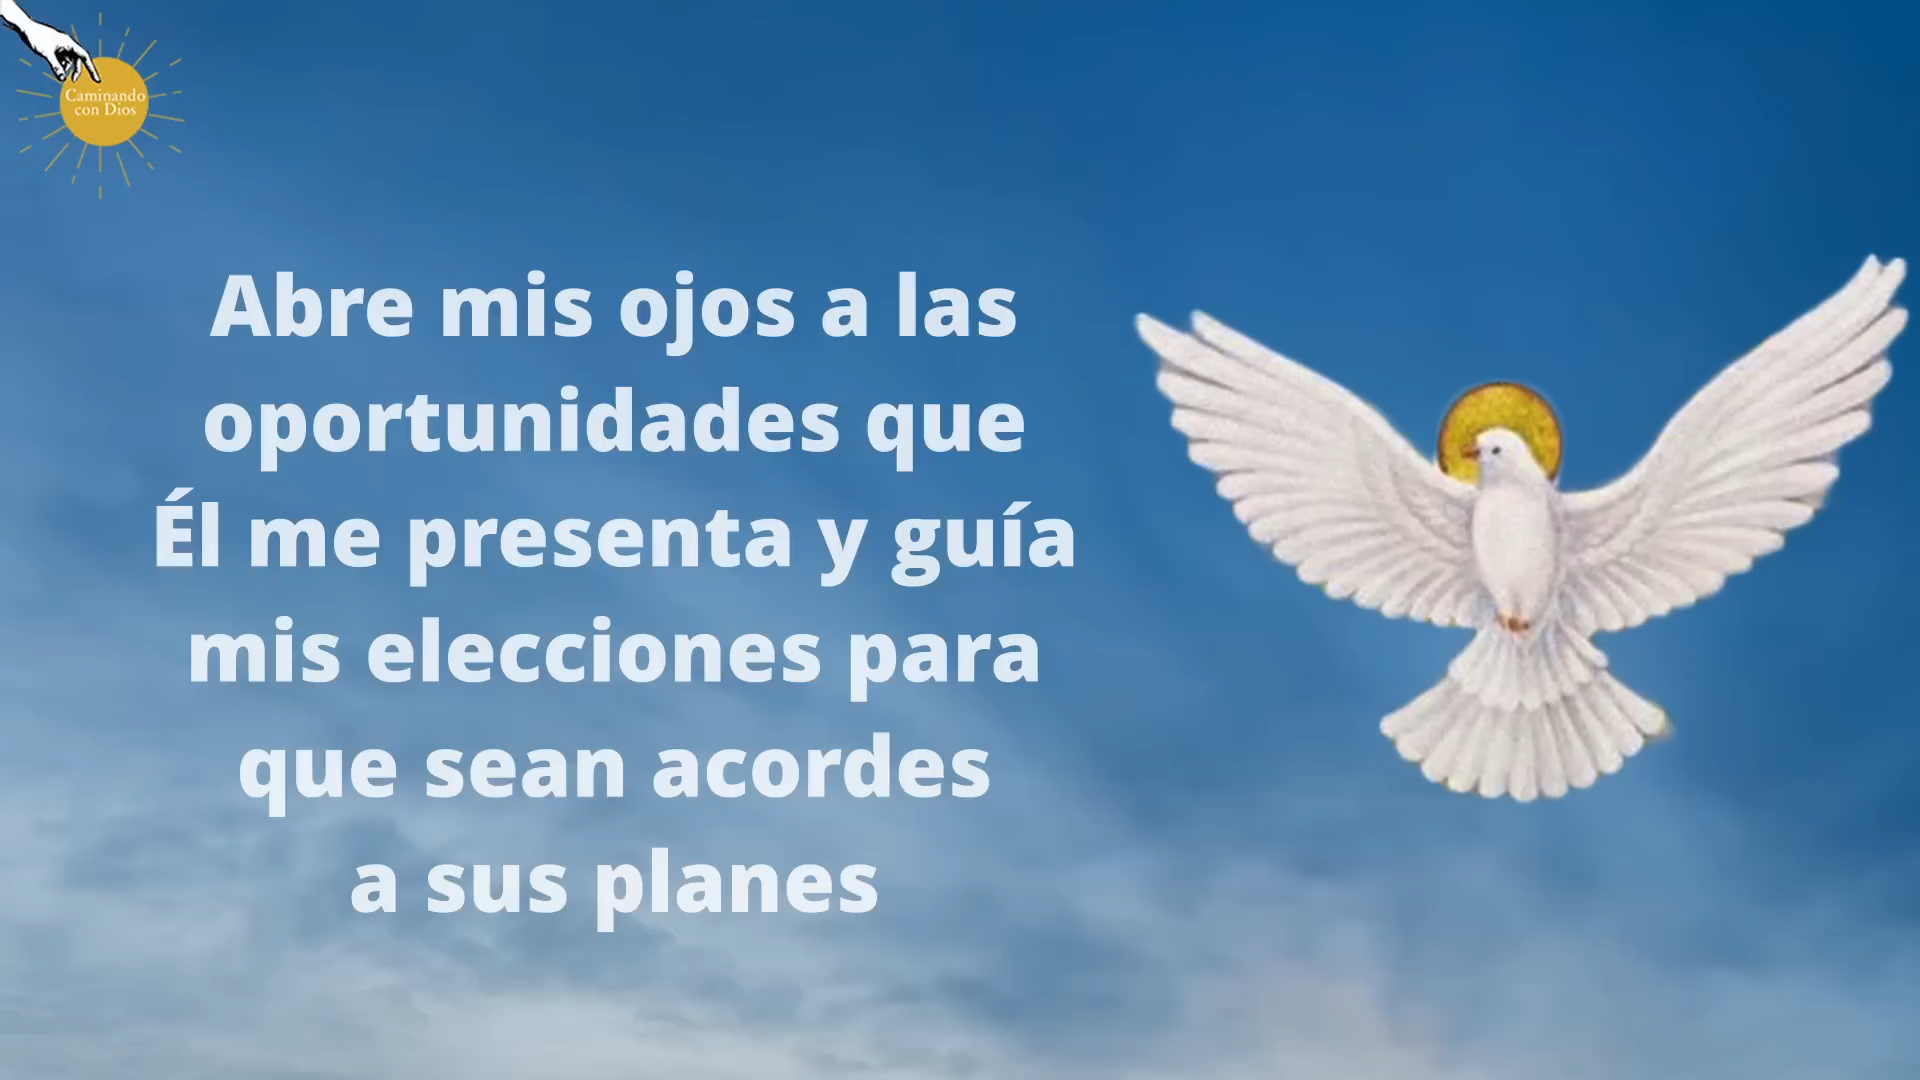 Caminando
con Dios
Abre mis ojos a las
oportunidades que
Él me presenta y guía
mis elecciones para
que sean acordes
a sus planes